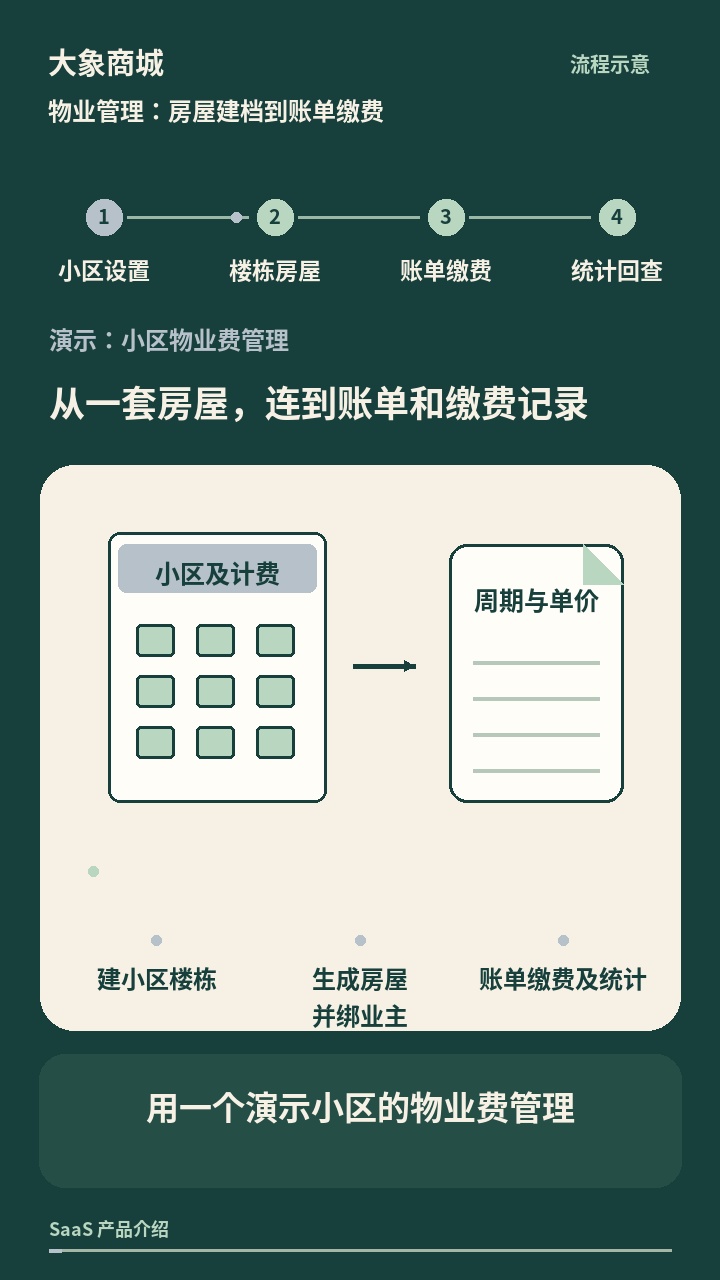 大象商城
流程示意
物业管理：房屋建档到账单缴费
1 2 3 4
小区设置 楼栋房屋 账单缴费 统计回查
演示：小区物业费管理
从一套房屋，连到账单和缴费记录
小区及计费
周期与单价
建小区楼栋
生成房屋
并绑业主
账单缴费及统计
用一个演示小区的物业费管理
SaaS 产品介绍